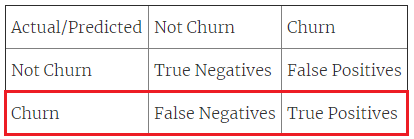 Actual/Predicted Not Churn Churn
Not Churn True Negatives False Positives
Churn False Negatives True Positives